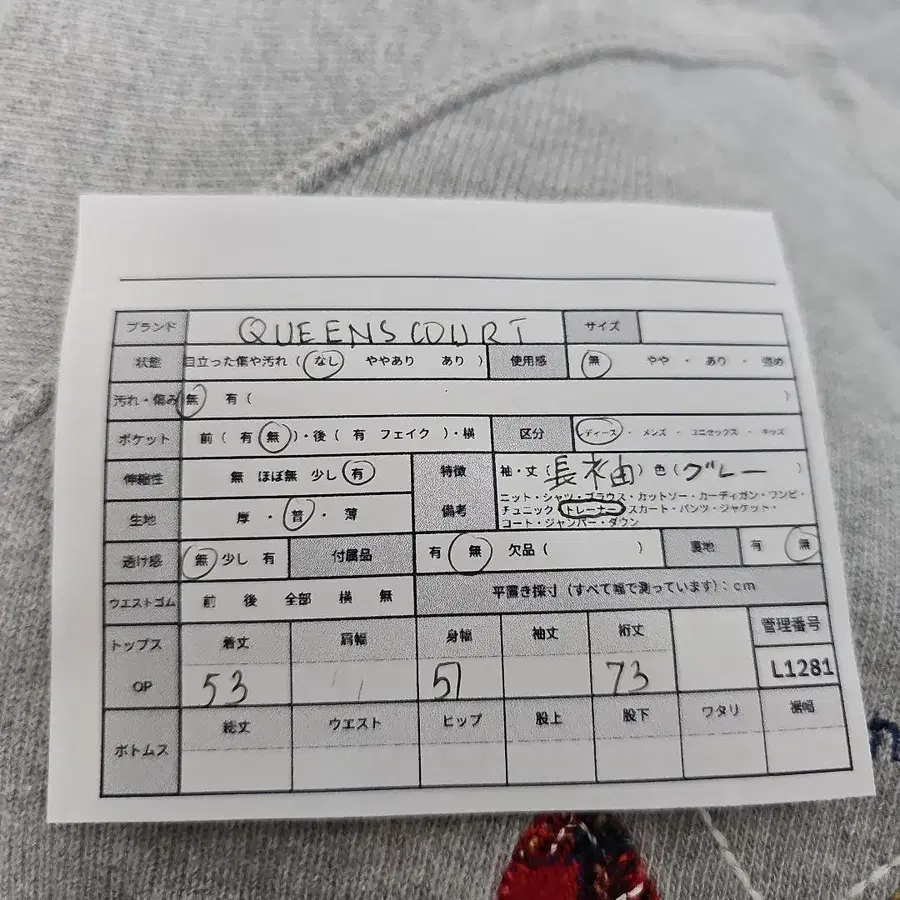 ブランド QUEENS COURT サイズ
状態 目立った傷や汚れ ( なし ややあり あり ) 使用感 無 やや ・ あり ・ 強め
汚れ・傷み 無 有 ( )
ポケット 前 ( 有 無 )・後 ( 有 フェイク )・横 区分 レディース ・ メンズ ・ ユニセックス ・ キッズ
伸縮性 無 ほぼ無 少し 有 特徴 袖・丈 ( 長袖 ) 色 ( グレー )
生地 厚 ・ 普 ・ 薄 備考 ニット・シャツ・ブラウス・カットソー・カーディガン・ワンピ・
チュニック・トレーナー・スカート・パンツ・ジャケット・
コート・ジャンパー・ダウン
透け感 無 少し 有 付属品 有 無 欠品 ( ) 裏地 有 無
ウエストゴム 前 後 全部 横 無 平置き採寸 (すべて cm
トップス 着丈 肩幅 身幅 袖丈 裄丈 管理番号
OP 53 51 73 L1281
ボトムス 総丈 ウエスト ヒップ 股上 股下 ワタリ 裾幅